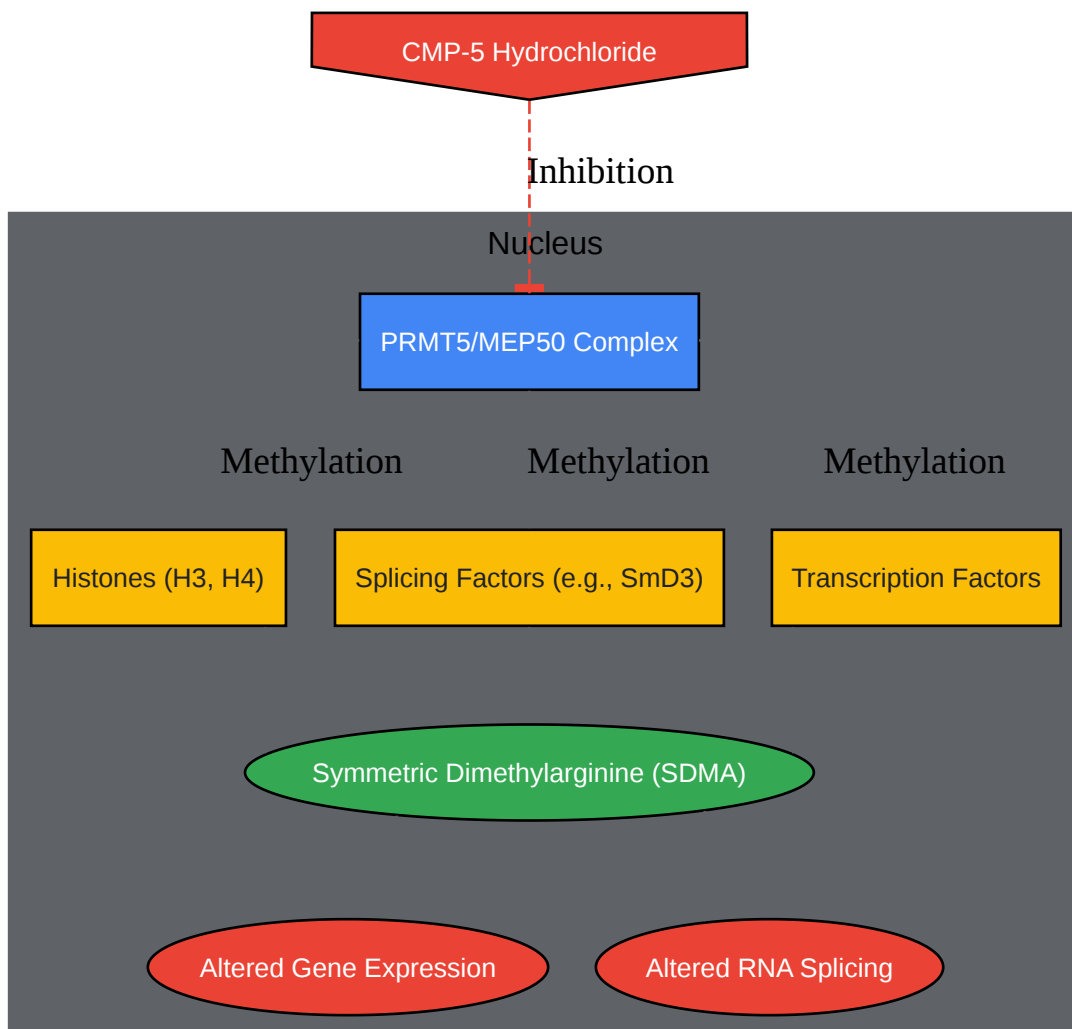 CMP-5 Hydrochloride
Inhibition
Nucleus
PRMT5/MEP50 Complex
Methylation
Methylation
Methylation
Histones (H3, H4)
Splicing Factors (e.g., SmD3)
Transcription Factors
Symmetric Dimethylarginine (SDMA)
Altered Gene Expression
Altered RNA Splicing